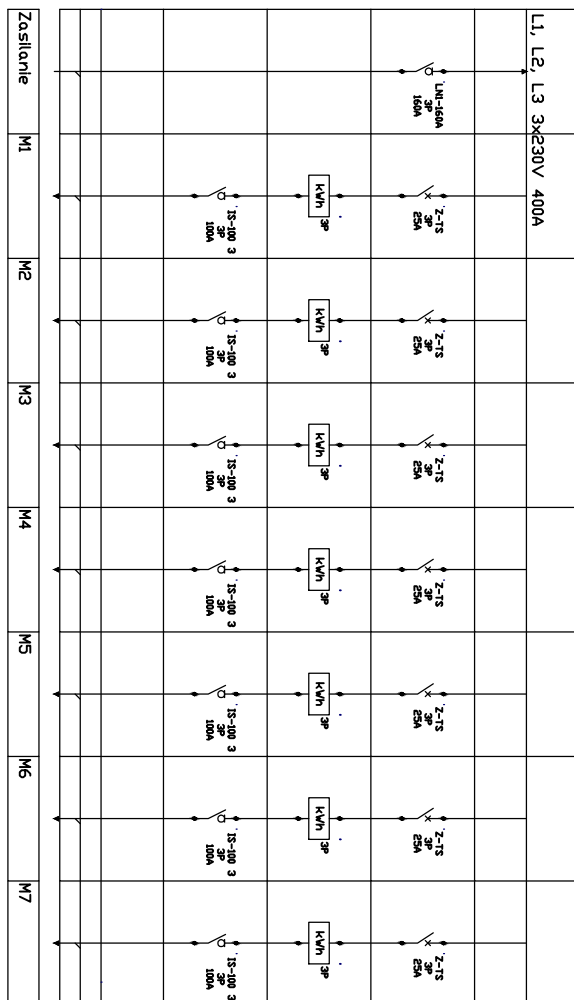 L1, L2, L3 3x230V 400A
LN1-160A
3P
160A
Z-TS
3P
25A
kWh
3P
IS-100 3
3P
100A
Z-TS
3P
25A
kWh
3P
IS-100 3
3P
100A
Z-TS
3P
25A
kWh
3P
IS-100 3
3P
100A
Z-TS
3P
25A
kWh
3P
IS-100 3
3P
100A
Z-TS
3P
25A
kWh
3P
IS-100 3
3P
100A
Z-TS
3P
25A
kWh
3P
IS-100 3
3P
100A
Z-TS
3P
25A
kWh
3P
IS-100 3
3P
100A
Zasilanie
M1
M2
M3
M4
M5
M6
M7